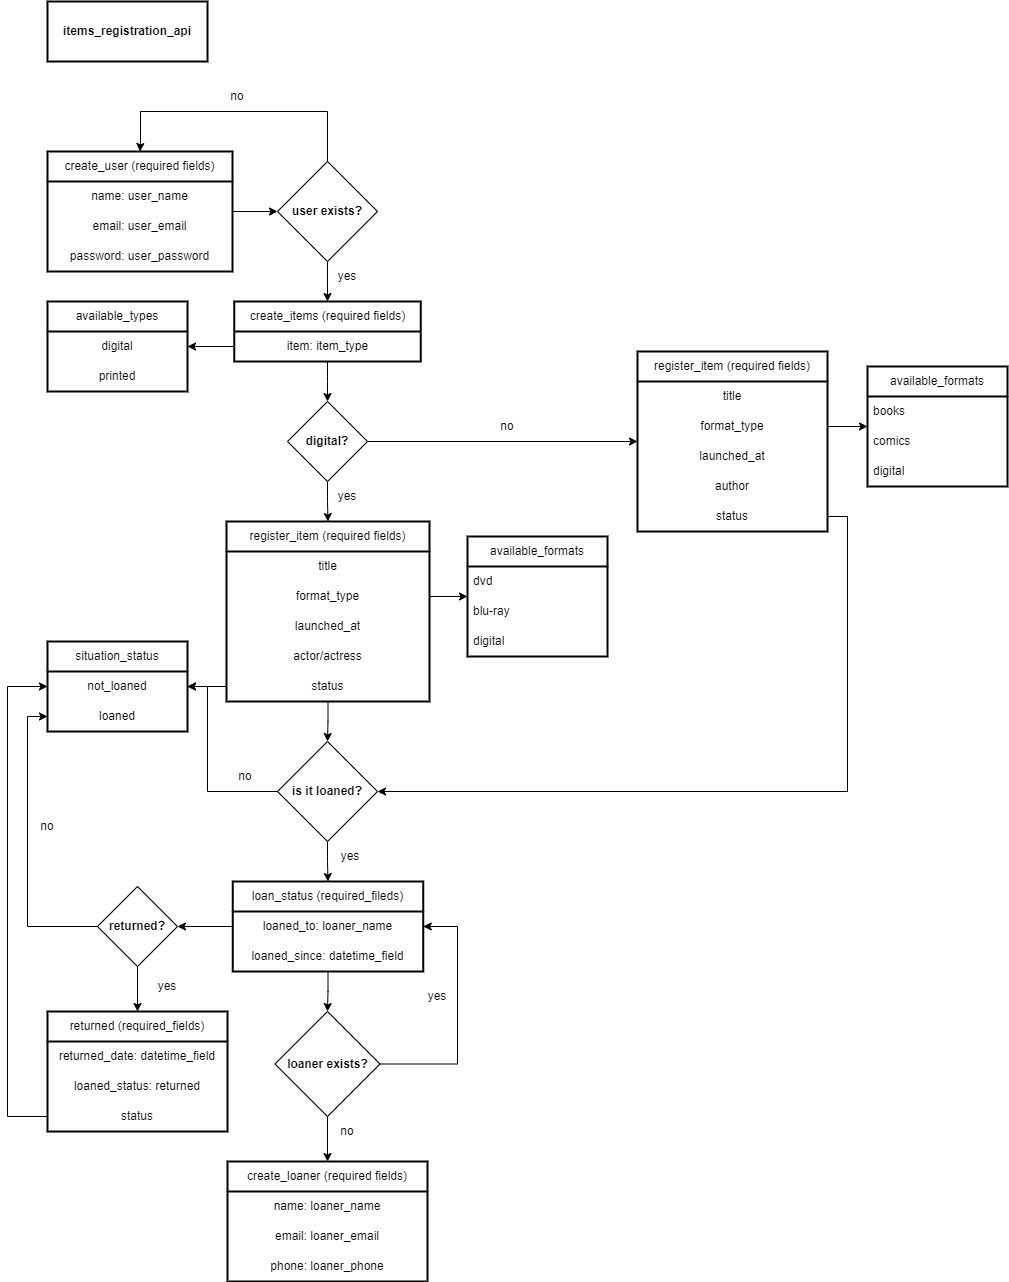 items_registration_api
no
create_user (required fields)
name: user_name
email: user_email
password: user_password
user exists?
yes
available_types
digital
printed
create_items (required fields)
item: item_type
digital?
no
yes
register_item (required fields)
title
format_type
launched_at
author
status
available_formats
books
comics
digital
register_item (required fields)
title
format_type
launched_at
actor/actress
status
available_formats
dvd
blu-ray
digital
situation_status
not_loaned
loaned
no
is it loaned?
yes
no
loan_status (required_fileds)
loaned_to: loaner_name
loaned_since: datetime_field
returned?
yes
returned (required_fields)
returned_date: datetime_field
loaned_status: returned
status
yes
loaner exists?
no
create_loaner (required fields)
name: loaner_name
email: loaner_email
phone: loaner_phone